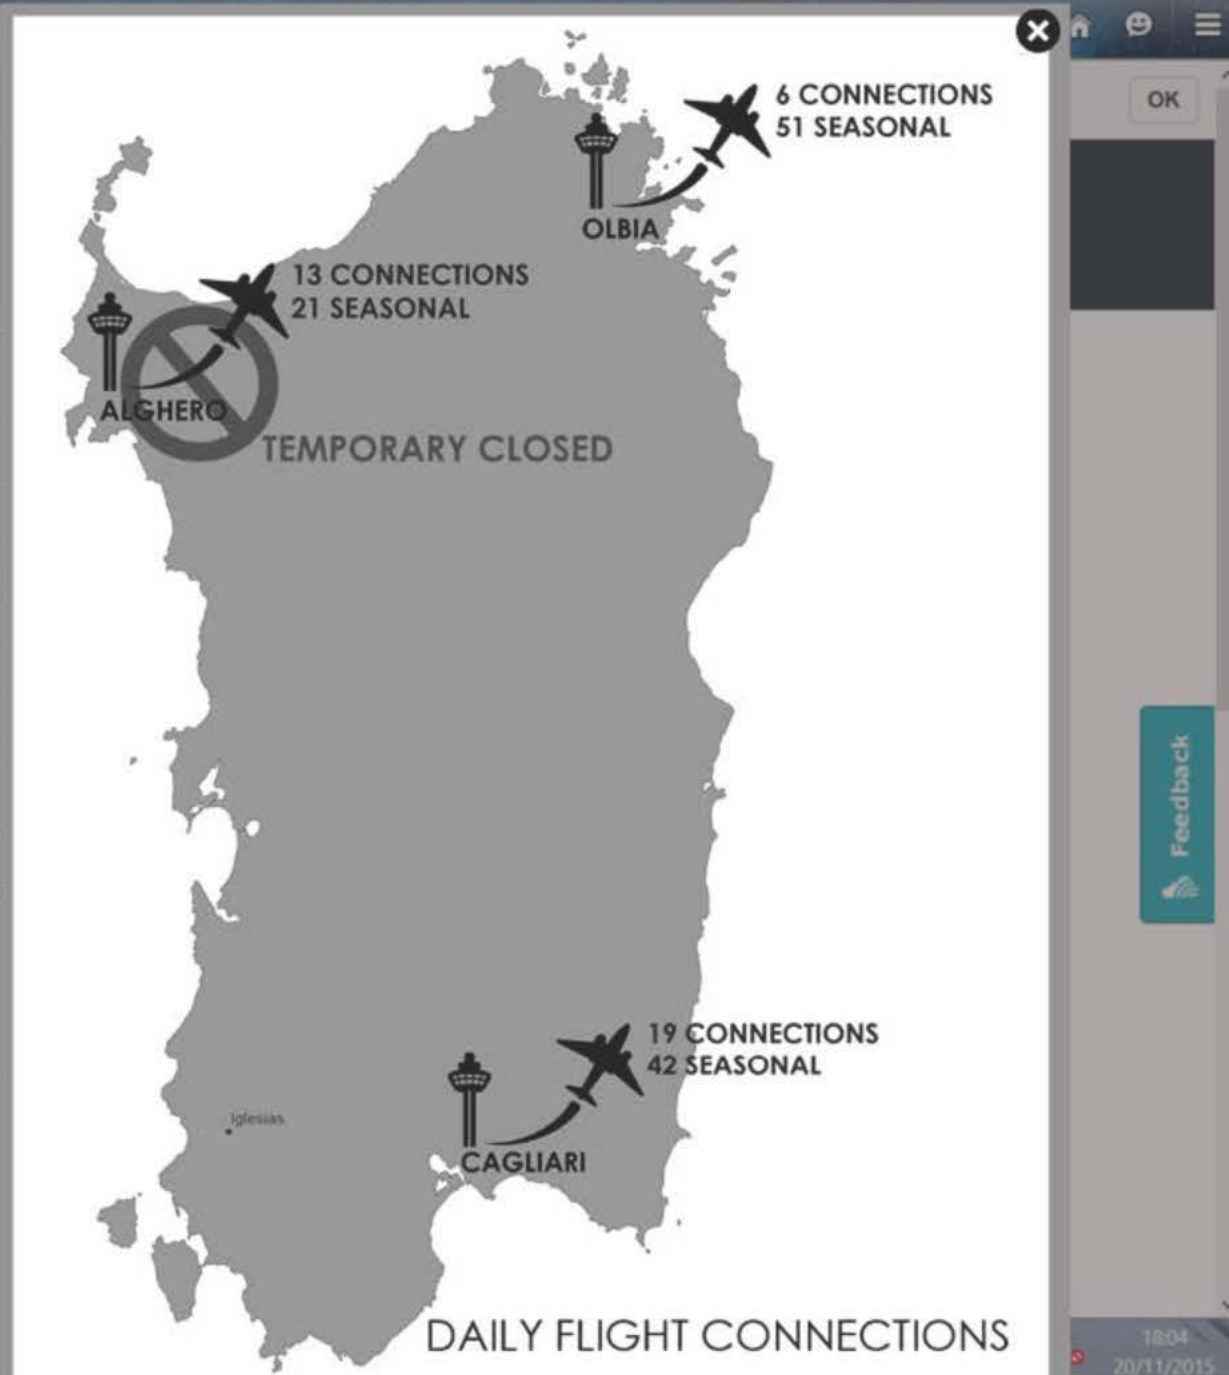 6 CONNECTIONS
51 SEASONAL
OK
OLBIA
13 CONNECTIONS
21 SEASONAL
ALGHERO
TEMPORARY CLOSED
Feedback
19 CONNECTIONS
42 SEASONAL
Iglesias
CAGLIARI
DAILY FLIGHT CONNECTIONS
18:04
20/11/2015